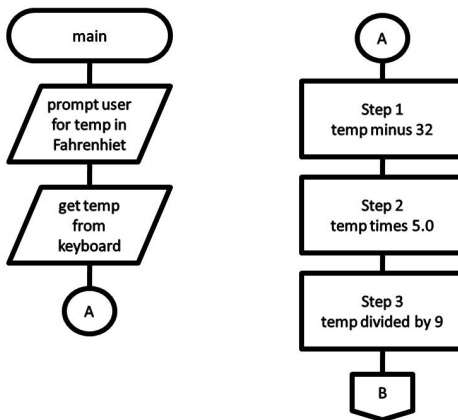 main
prompt user
for temp in
Fahrenhiet
get temp
from
keyboard
A
A
Step 1
temp minus 32
Step 2
temp times 5.0
Step 3
temp divided by 9
B